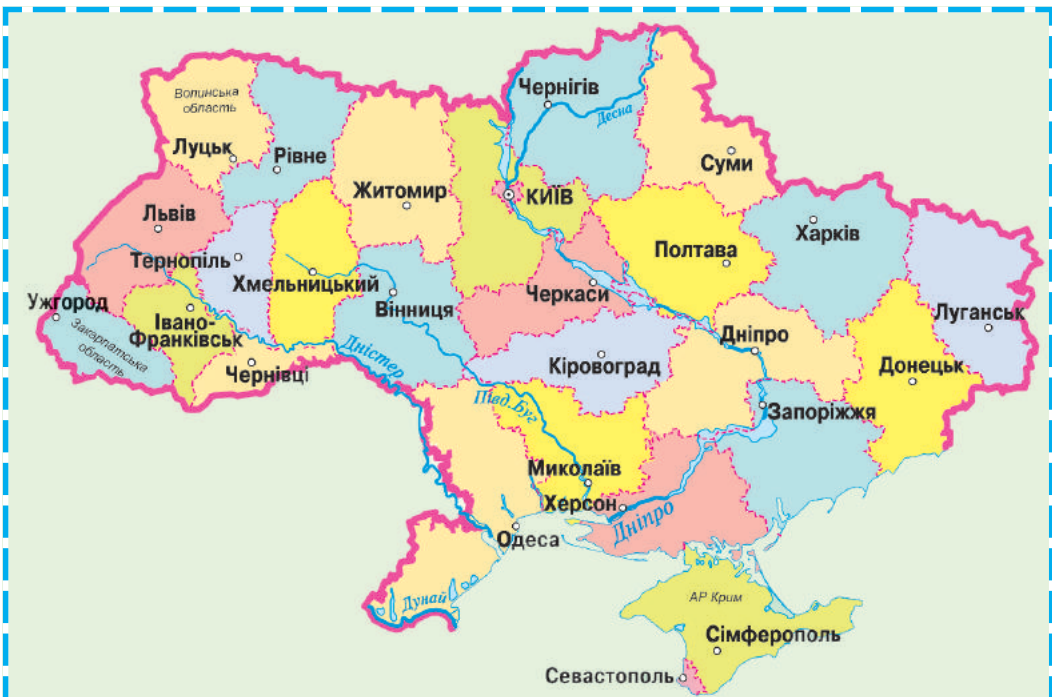 Чернігів
Десна
Волинська
область
Луцьк
Рівне
Суми
Житомир
КИЇВ
Львів
Харків
Полтава
Тернопіль
Хмельницький
Черкаси
Ужгород
Вінниця
Івано-
Франківськ
Луганськ
Закарпатська
область
Дніпро
Дністер
Чернівці
Кіровоград
Донецьк
Півд. Буг
Запоріжжя
Миколаїв
Херсон
Дніпро
Одеса
Дунай
АР Крим
Сімферополь
Севастополь